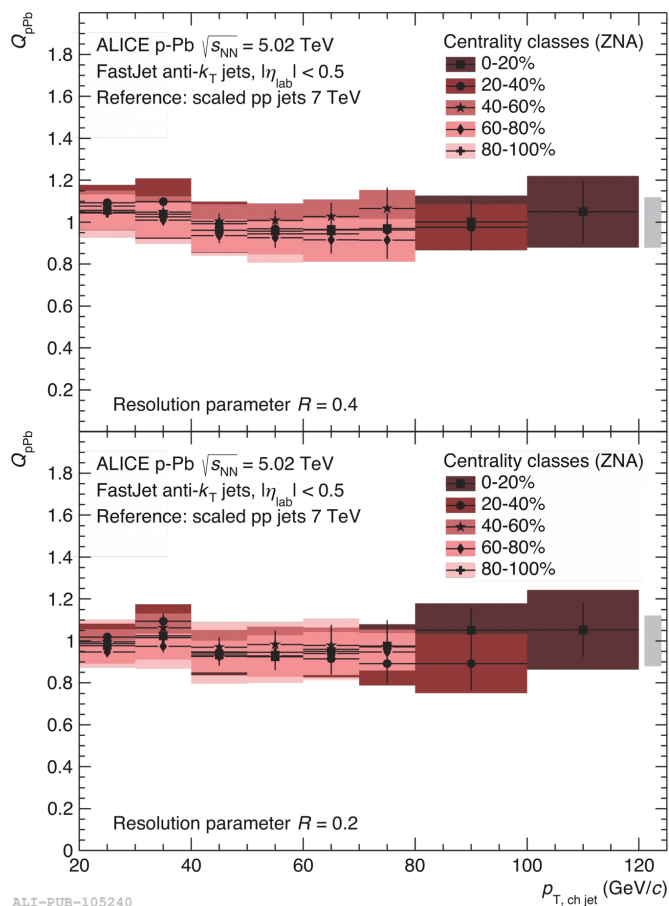 Q_pPb
ALICE p-Pb √s_NN = 5.02 TeV
FastJet anti-k_T jets, |η_lab| < 0.5
Reference: scaled pp jets 7 TeV
Centrality classes (ZNA)
0-20%
20-40%
40-60%
60-80%
80-100%
1.8
1.6
1.4
1.2
1
0.8
0.6
0.4
0.2
Resolution parameter R = 0.4
Q_pPb
ALICE p-Pb √s_NN = 5.02 TeV
FastJet anti-k_T jets, |η_lab| < 0.5
Reference: scaled pp jets 7 TeV
Centrality classes (ZNA)
0-20%
20-40%
40-60%
60-80%
80-100%
1.8
1.6
1.4
1.2
1
0.8
0.6
0.4
0.2
0
Resolution parameter R = 0.2
20 40 60 80 100 120
p_T, ch jet (GeV/c)
ALI-PUB-105240